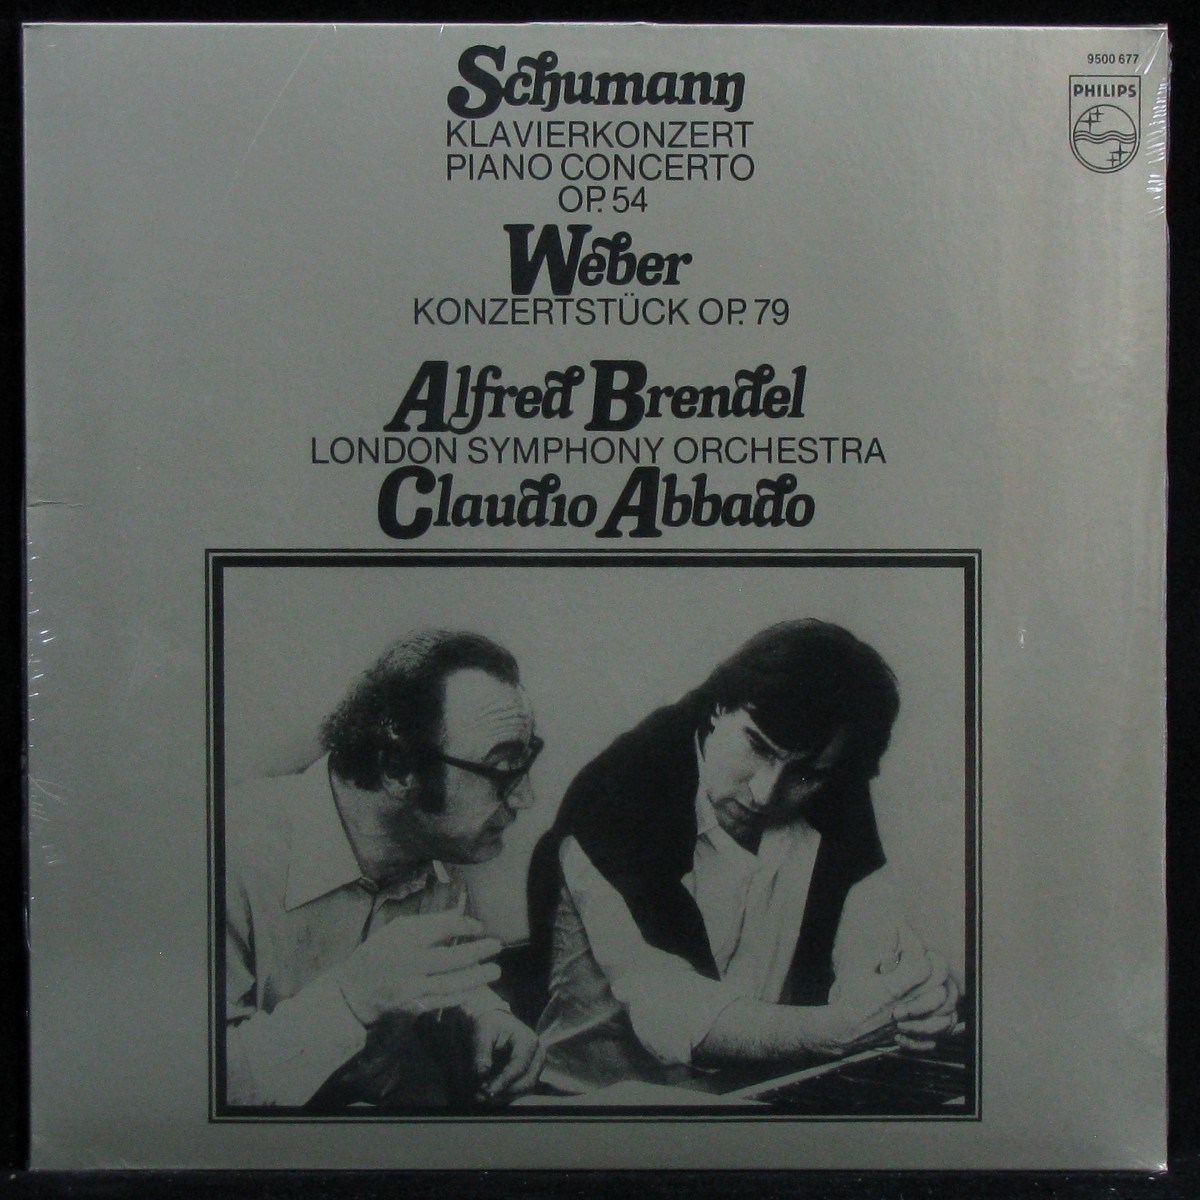 9500 677
PHILIPS
Schumann
KLAVIERKONZERT
PIANO CONCERTO
OP. 54
Weber
KONZERTSTÜCK OP. 79
Alfred Brendel
LONDON SYMPHONY ORCHESTRA
Claudio Abbado